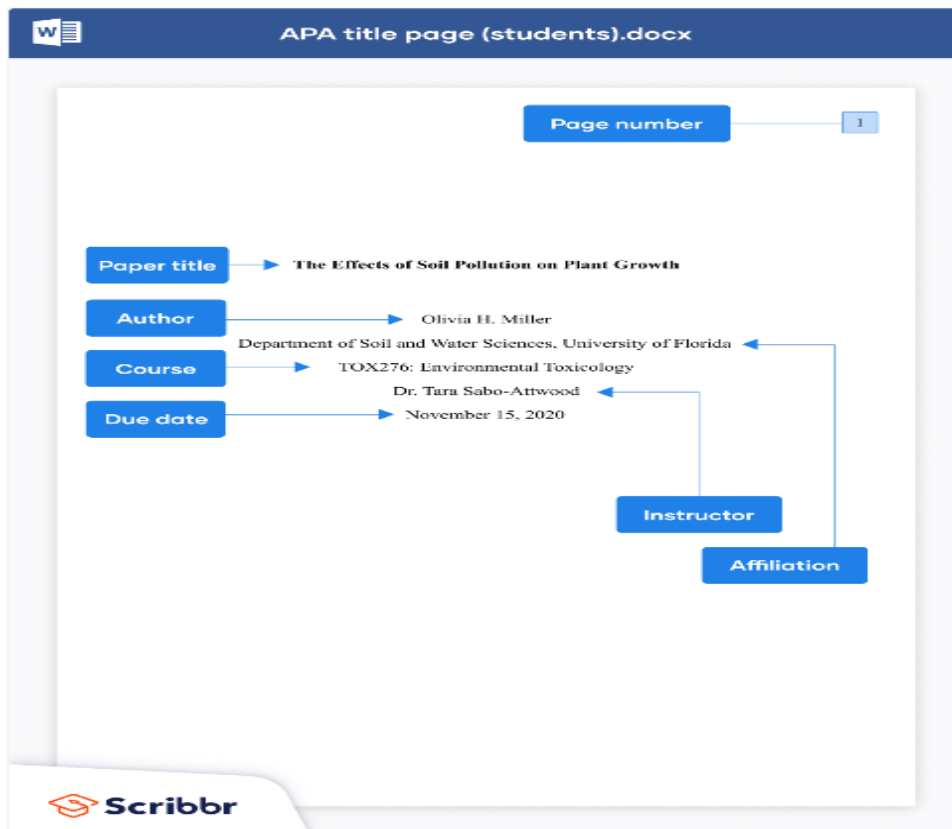 W
APA title page (students).docx
Page number
1
Paper title
The Effects of Soil Pollution on Plant Growth
Author
Olivia H. Miller
Department of Soil and Water Sciences, University of Florida
Course
TOX276: Environmental Toxicology
Dr. Tara Sabo-Attwood
Due date
November 15, 2020
Instructor
Affiliation
Scribbr